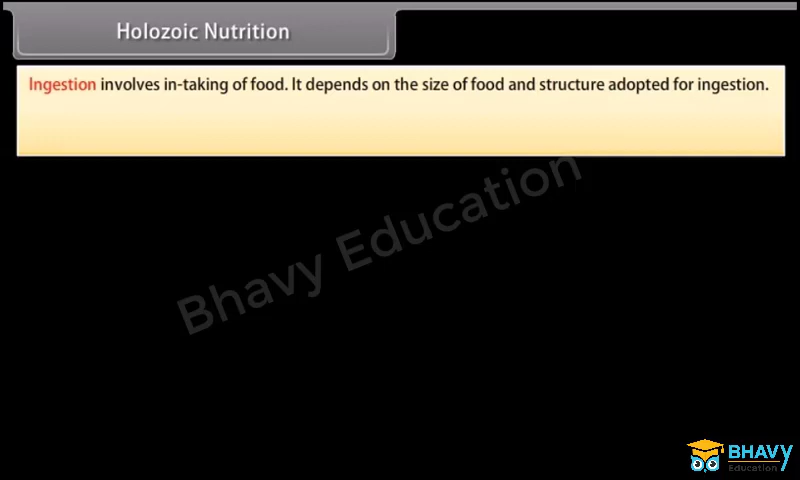 Holozoic Nutrition
Ingestion involves in-taking of food. It depends on the size of food and structure adopted for ingestion.
Bhavy Education
BHAVY
Education